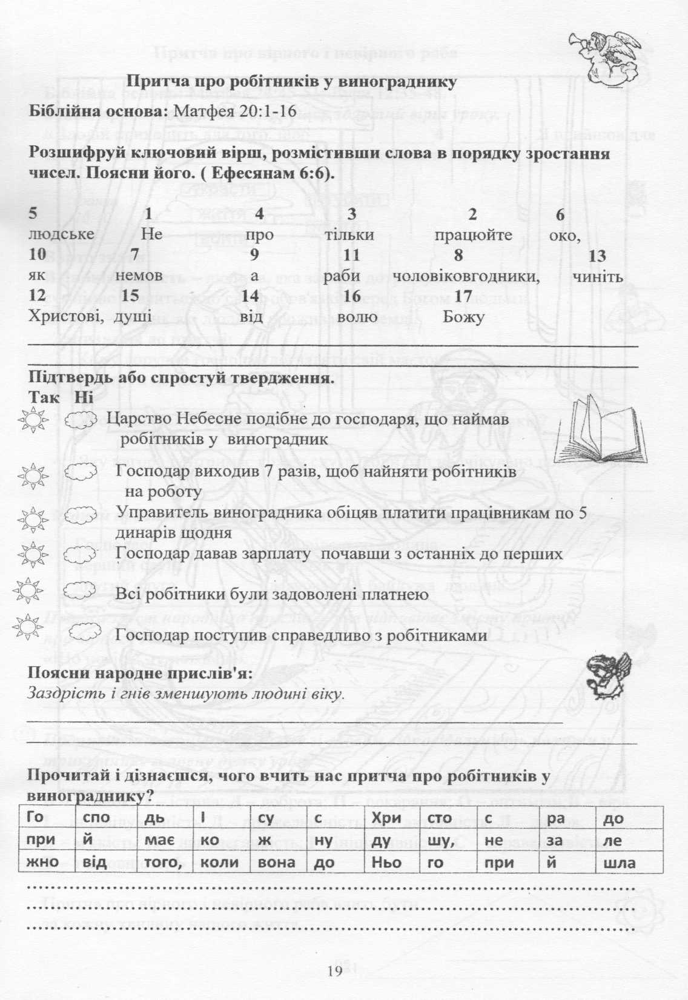 Притча про робітників у винограднику
Біблійна основа: Матфея 20:1-16
Розшифруй ключовий вірш, розмістивши слова в порядку зростання
чисел. Поясни його. ( Ефесянам 6:6).
5 1 4 3 2 6
людське Не про тільки працюйте око,
10 7 9 11 8 13
як немов а раби чоловіковгодники, чиніть
12 15 14 16 17
Христові, душі від волю Божу
Підтвердь або спростуй твердження.
Так Ні
Царство Небесне подібне до господаря, що наймав
робітників у виноградник
Господар виходив 7 разів, щоб найняти робітників
на роботу
Управитель виноградника обіцяв платити працівникам по 5
динарів щодня
Господар давав зарплату почавши з останніх до перших
Всі робітники були задоволені платнею
Господар поступив справедливо з робітниками
Поясни народне прислів'я:
Заздрість і гнів зменшують людині віку.
Прочитай і дізнаєшся, чого вчить нас притча про робітників у
винограднику?
Го спо дь І су с Хри сто с ра до
при й має ко ж ну ду шу, не за ле
жно від того, коли вона до Ньо го при й шла
19